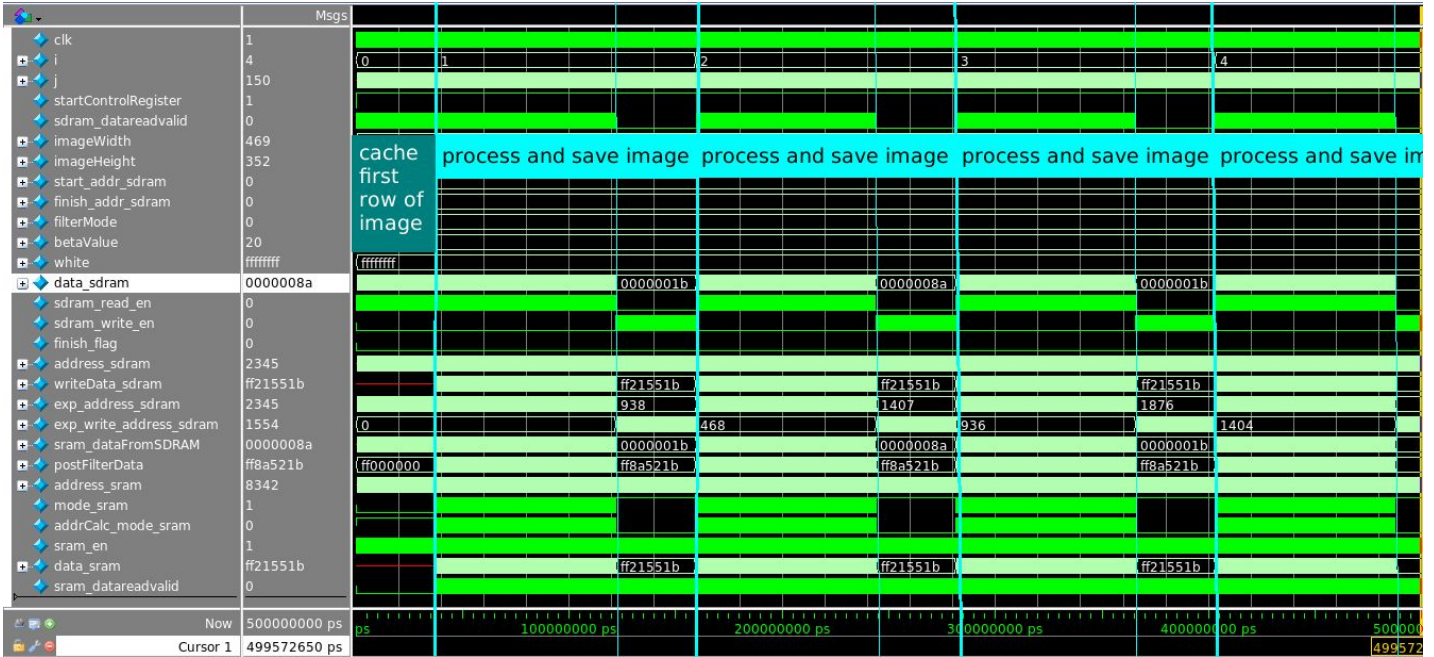 Msgs
clk 1
i 4 0 1 2 3 4
j 150
startControlRegister 1
sdram_datareadvalid 0
imageWidth 469
imageHeight 352
start_addr_sdram 0
finish_addr_sdram 0
filterMode 0
betaValue 20
cache
first
row of
image
process and save image process and save image process and save image process and save im
white ffffffff ffffffff
data_sdram 0000008a 0000001b 0000008a 0000001b
sdram_read_en 0
sdram_write_en 0
finish_flag 0
address_sdram 2345
writeData_sdram ff21551b ff21551b ff21551b ff21551b
exp_address_sdram 2345 938 1407 1876
exp_write_address_sdram 1554 0 468 936 1404
sram_dataFromSDRAM 0000008a 0000001b 0000008a 0000001b
postFilterData ff8a521b ff000000 ff8a521b ff8a521b ff8a521b
address_sram 8342
mode_sram 1
addrCalc_mode_sram 0
sram_en 1
data_sram ff21551b ff21551b ff21551b ff21551b
sram_datareadvalid 0
Now 500000000 ps ps 100000000 ps 200000000 ps 300000000 ps 400000000 ps 500000
Cursor 1 499572650 ps 499572